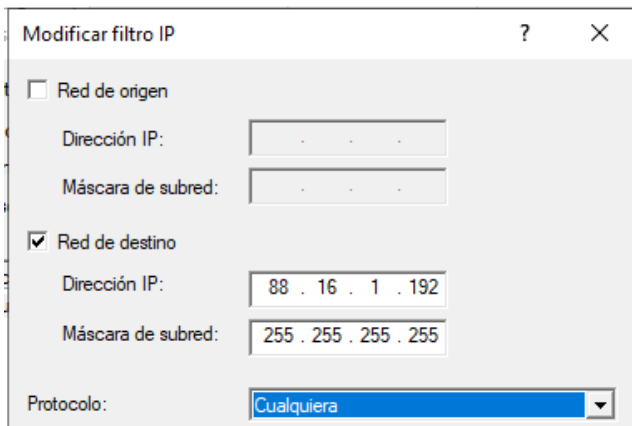 Modificar filtro IP ? X
Red de origen
Dirección IP: . . .
Máscara de subred: . . .
Red de destino
Dirección IP: 88 . 16 . 1 . 192
Máscara de subred: 255 . 255 . 255 . 255
Protocolo: Cualquiera